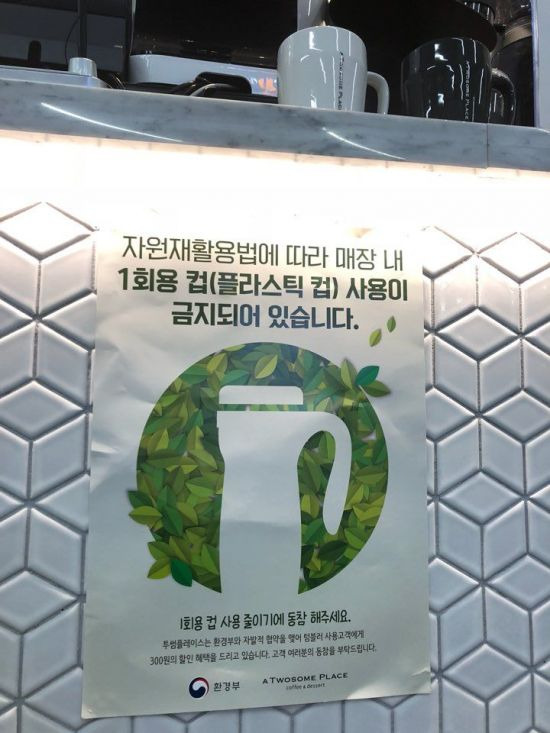 A TWOSOME PLACE
자원재활용법에 따라 매장 내
1회용 컵(플라스틱 컵) 사용이
금지되어 있습니다.
1회용 컵 사용 줄이기에 동참 해주세요.
투썸플레이스는 환경부와 자발적 협약을 맺어 텀블러 사용고객에게
300원의 할인 혜택을 드리고 있습니다. 고객 여러분의 동참을 부탁드립니다.
환경부
A TWOSOME PLACE
coffee & dessert